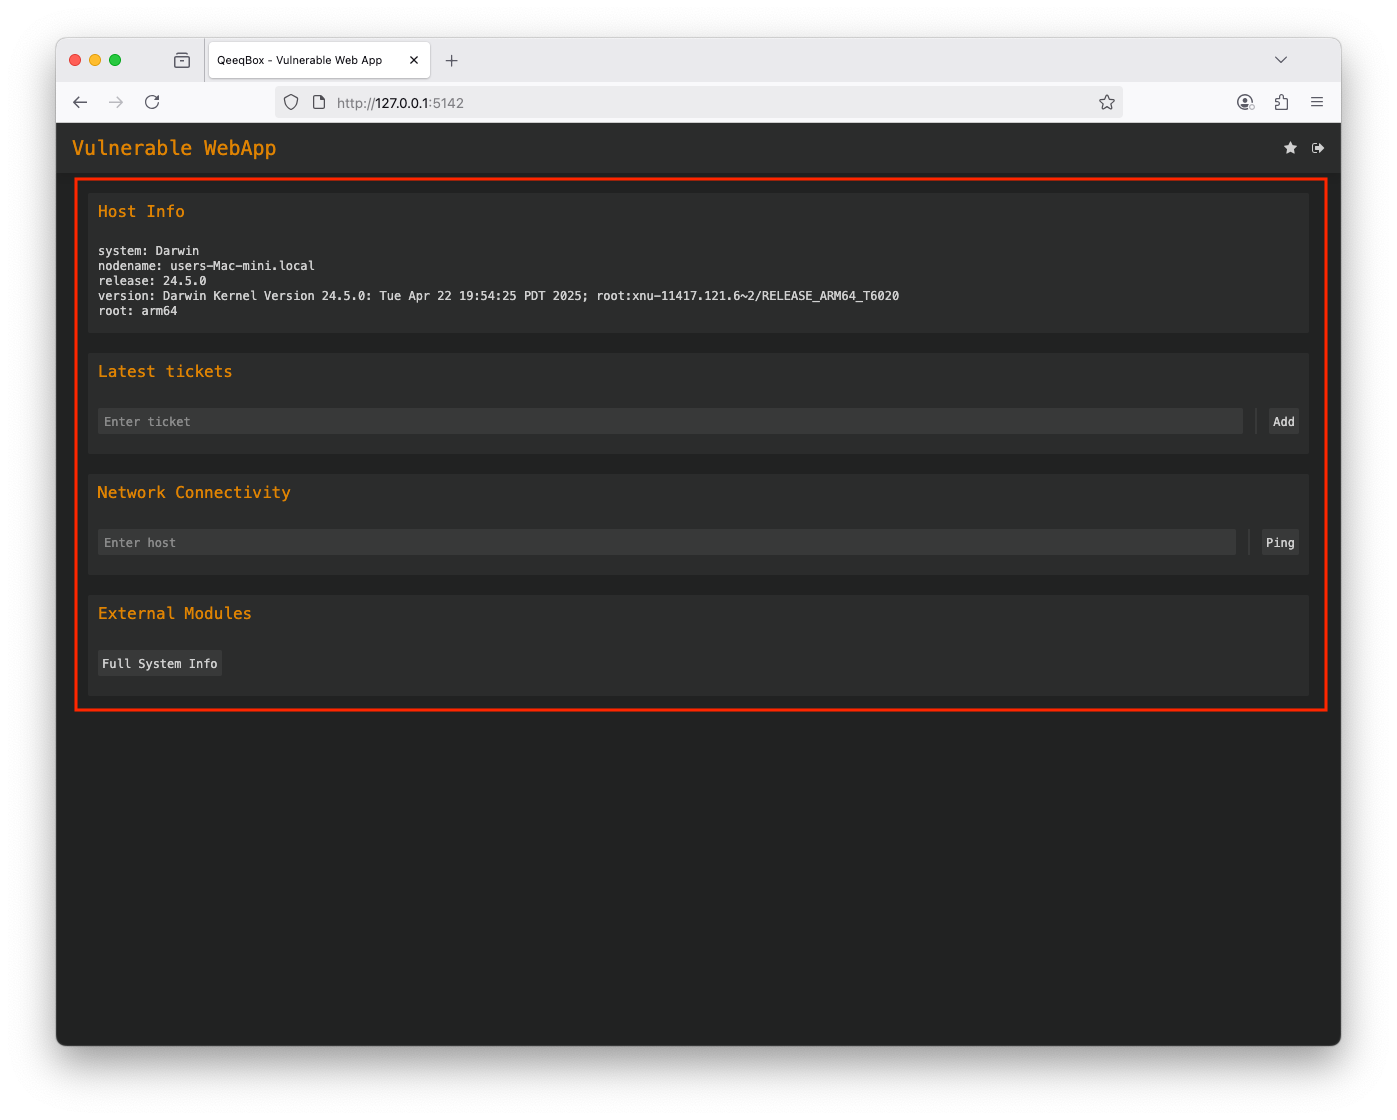 QeeqBox - Vulnerable Web App
http://127.0.0.1:5142
Vulnerable WebApp
Host Info
system: Darwin
nodename: users-Mac-mini.local
release: 24.5.0
version: Darwin Kernel Version 24.5.0: Tue Apr 22 19:54:25 PDT 2025; root:xnu-11417.121.6~2/RELEASE_ARM64_T6020
root: arm64
Latest tickets
Enter ticket
Add
Network Connectivity
Enter host
Ping
External Modules
Full System Info